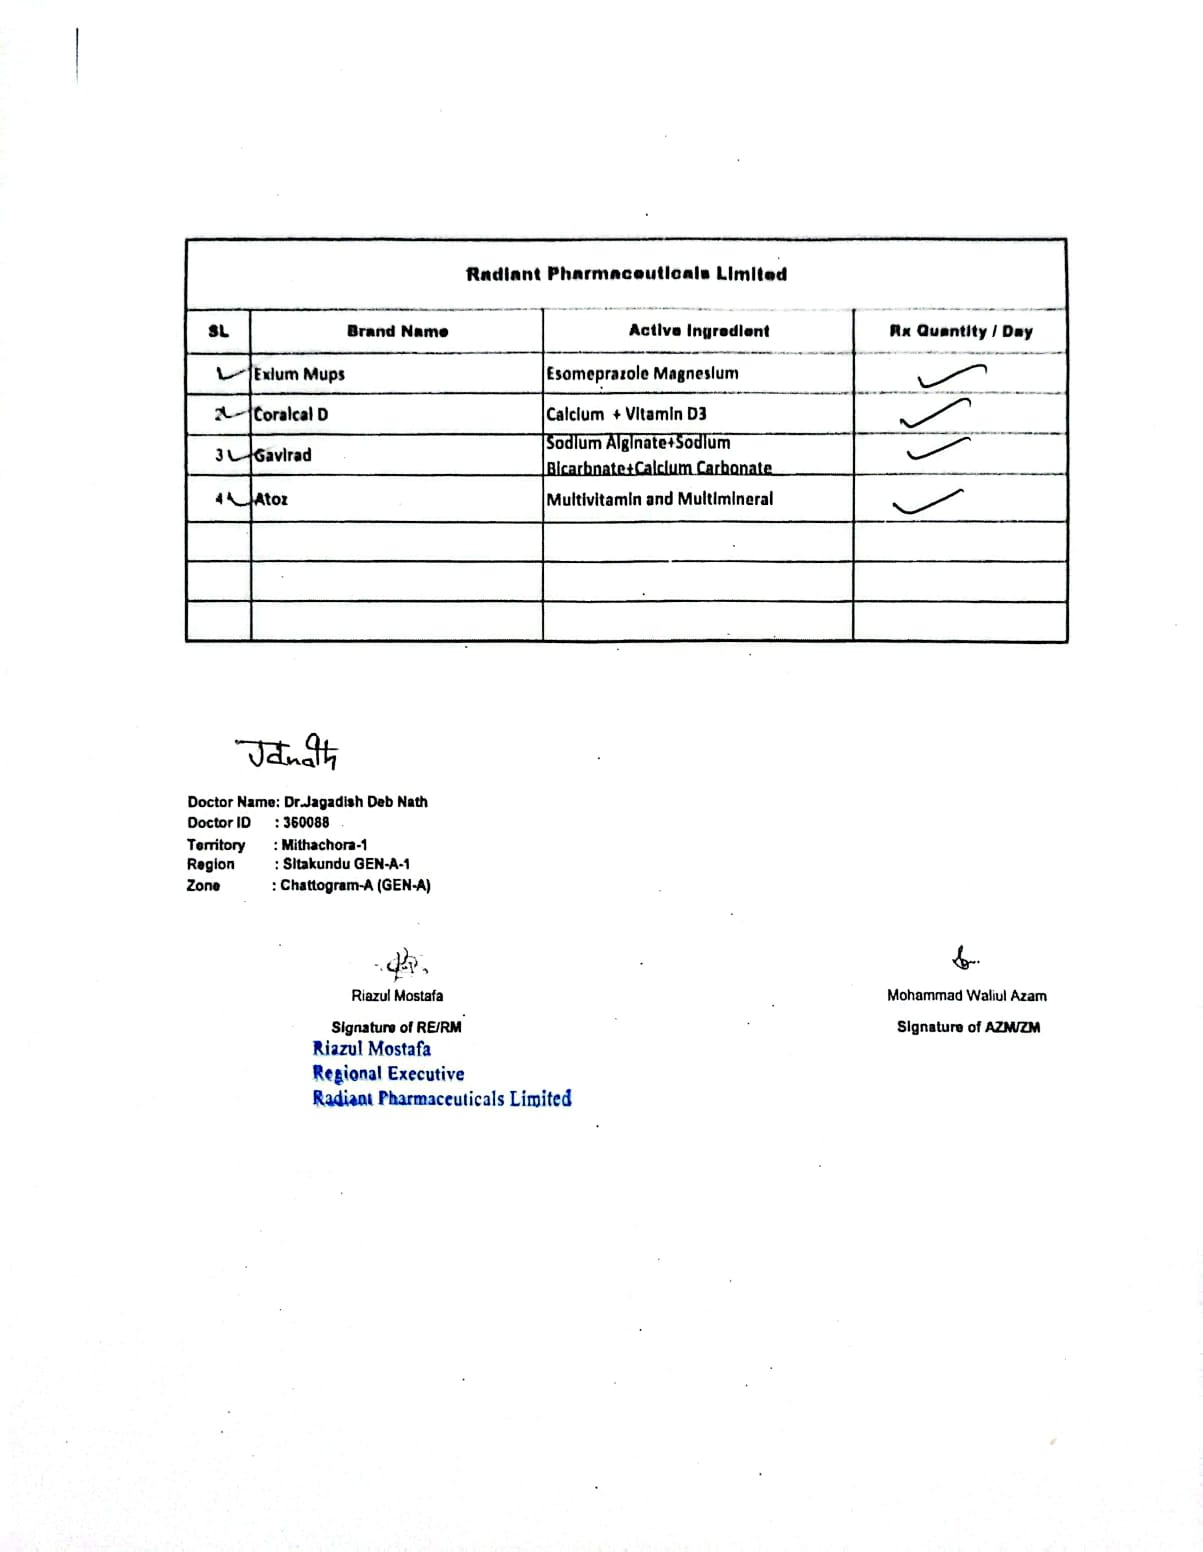 Radiant Pharmaceuticals Limited
SL Brand Name Active Ingredient Rx Quantity / Day
1 Exium Mups Esomeprazole Magnesium ✓
2 Coralcal D Calcium + Vitamin D3 ✓
3 Gavirad Sodium Alginate+Sodium Bicarbnate+Calcium Carbonate ✓
4 Atoz Multivitamin and Multimineral ✓
Jdnath
Doctor Name: Dr.Jagadish Deb Nath
Doctor ID : 360088
Territory : Mithachora-1
Region : Sitakundu GEN-A-1
Zone : Chattogram-A (GEN-A)
Riazul Mostafa Mohammad Waliul Azam
Signature of RE/RM Signature of AZM/ZM
Riazul Mostafa
Regional Executive
Radiant Pharmaceuticals Limited